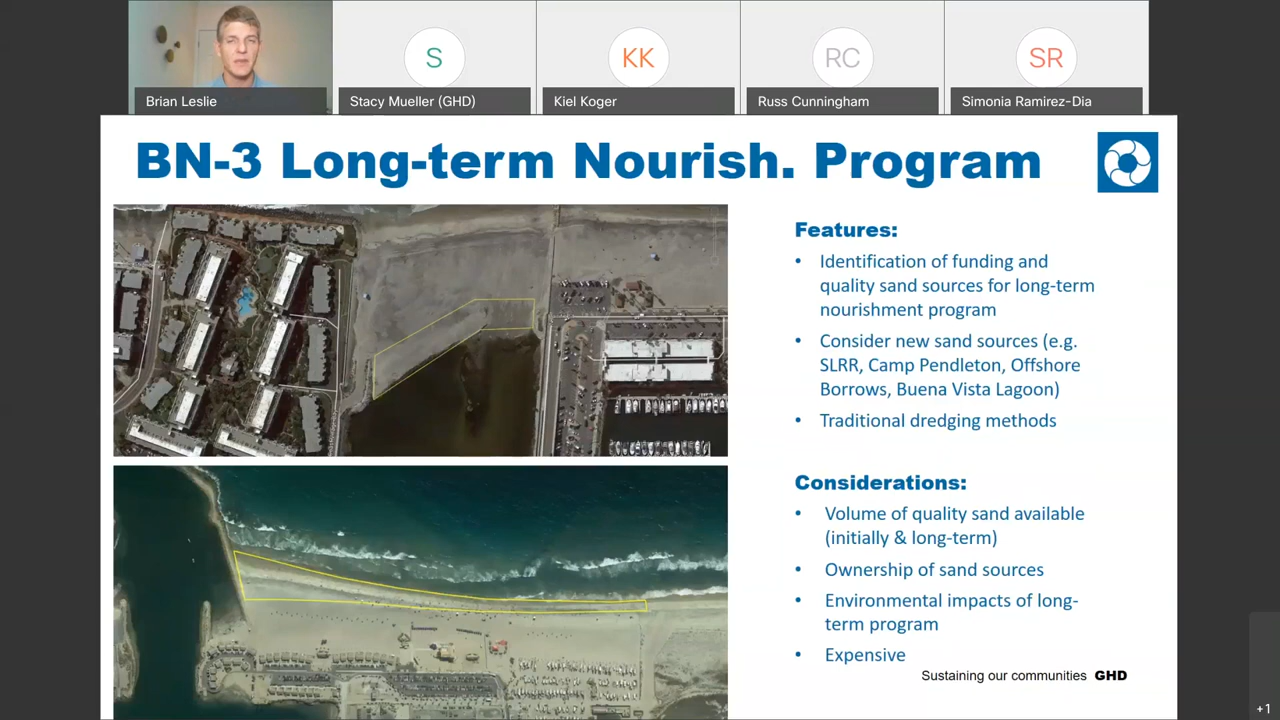 S
KK
RC
SR
Brian Leslie
Stacy Mueller (GHD)
Kiel Koger
Russ Cunningham
Simonia Ramirez-Dia
BN-3 Long-term Nourish. Program
Features:
• Identification of funding and
quality sand sources for long-term
nourishment program
• Consider new sand sources (e.g.
SLRR, Camp Pendleton, Offshore
Borrows, Buena Vista Lagoon)
• Traditional dredging methods
Considerations:
• Volume of quality sand available
(initially & long-term)
• Ownership of sand sources
• Environmental impacts of long-
term program
• Expensive
Sustaining our communities GHD
+1